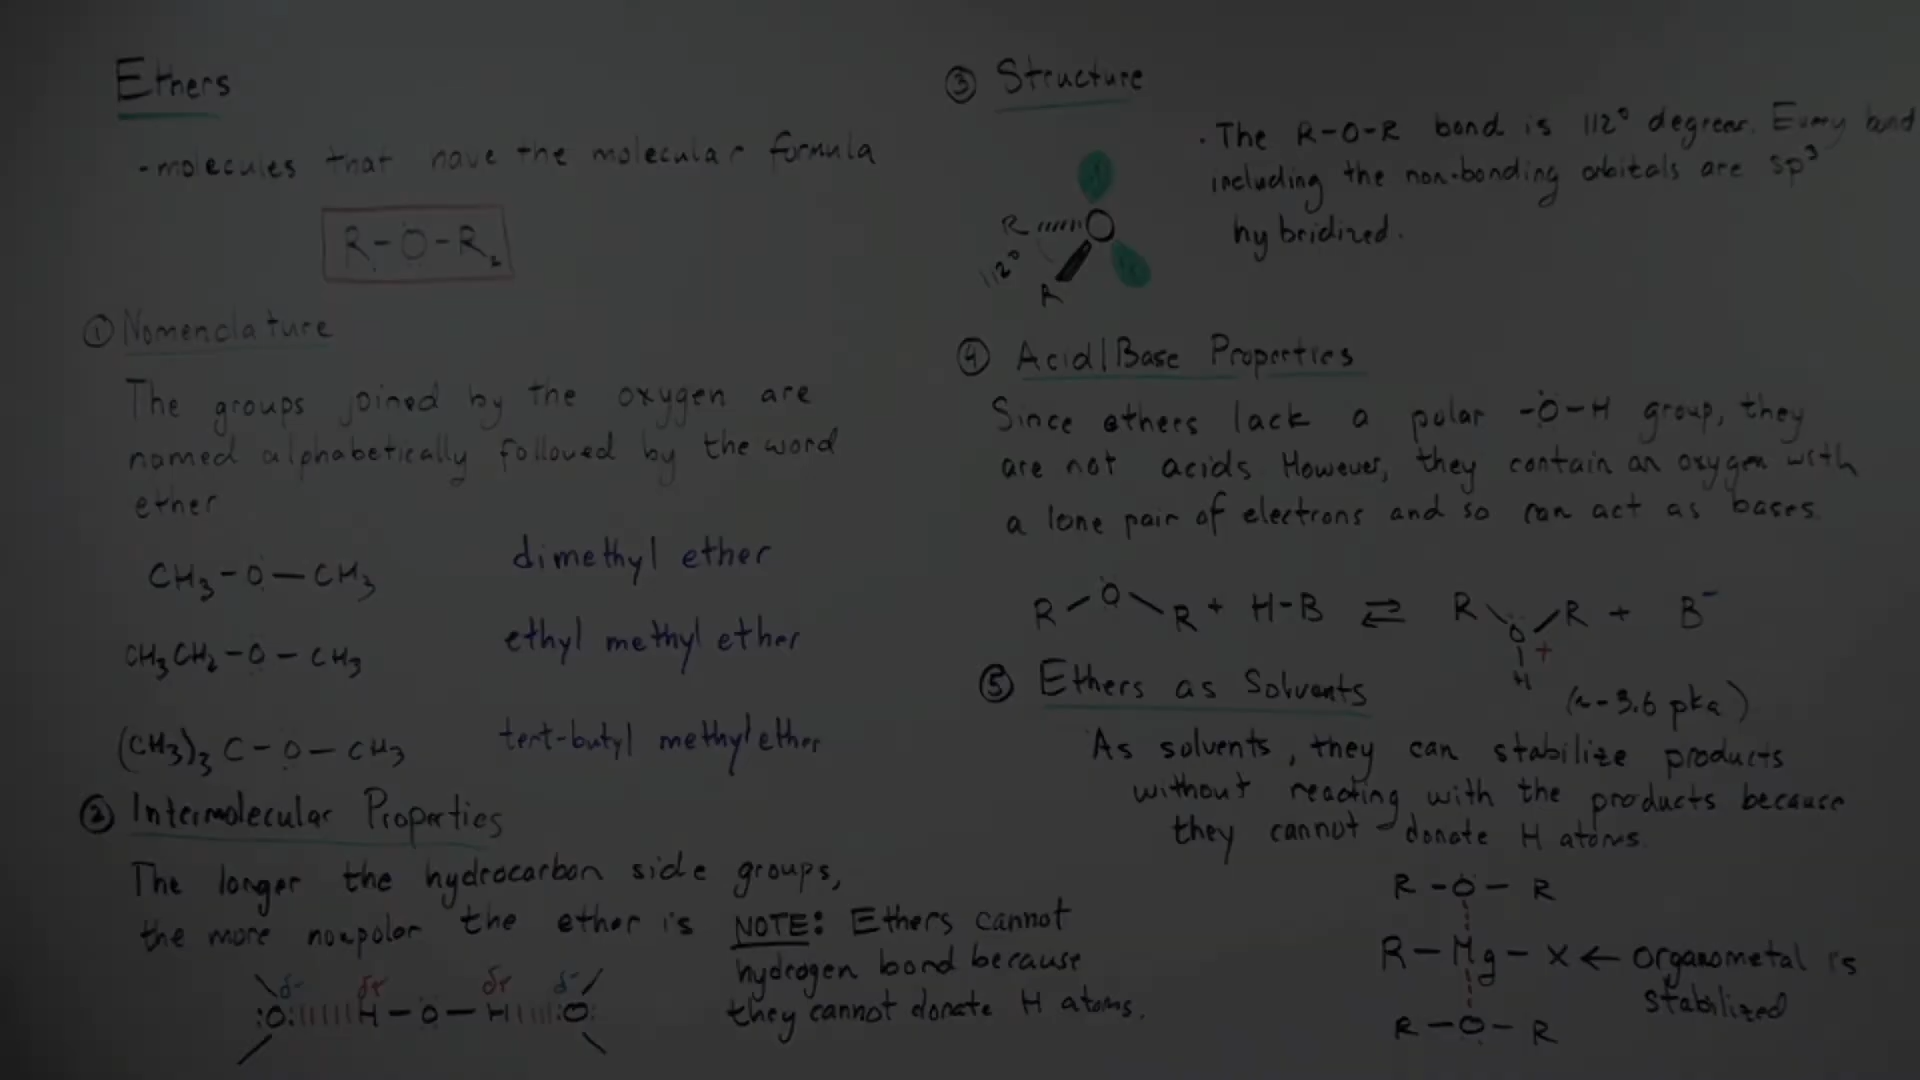 Ethers
- molecules that have the molecular formula
R-O-R₂
① Nomenclature
The groups joined by the oxygen are
named alphabetically followed by the word
ether
CH₃-O-CH₃ dimethyl ether
CH₃CH₂-O-CH₃ ethyl methyl ether
(CH₃)₃C-O-CH₃ tert-butyl methyl ether
② Intermolecular Properties
The longer the hydrocarbon side groups,
the more nonpolar the ether is
NOTE: Ethers cannot
hydrogen bond because
they cannot donate H atoms.
δ- δ+ δ+ δ-
:O: H-O-H :O:
③ Structure
· The R-O-R bond is 112° degrees. Every bond
including the non-bonding orbitals are sp³
hybridized.
R O
112°
R
④ Acid/Base Properties
Since ethers lack a polar -O-H group, they
are not acids. However, they contain an oxygen with
a lone pair of electrons and so can act as bases.
R-O-R + H-B ⇌ R-O-R + B⁻
+
H
(~-3.6 pka)
⑤ Ethers as Solvents
As solvents, they can stabilize products
without reacting with the products because
they cannot donate H atoms.
R-O-R
R-Mg-X ← organometal is
stabilized
R-O-R